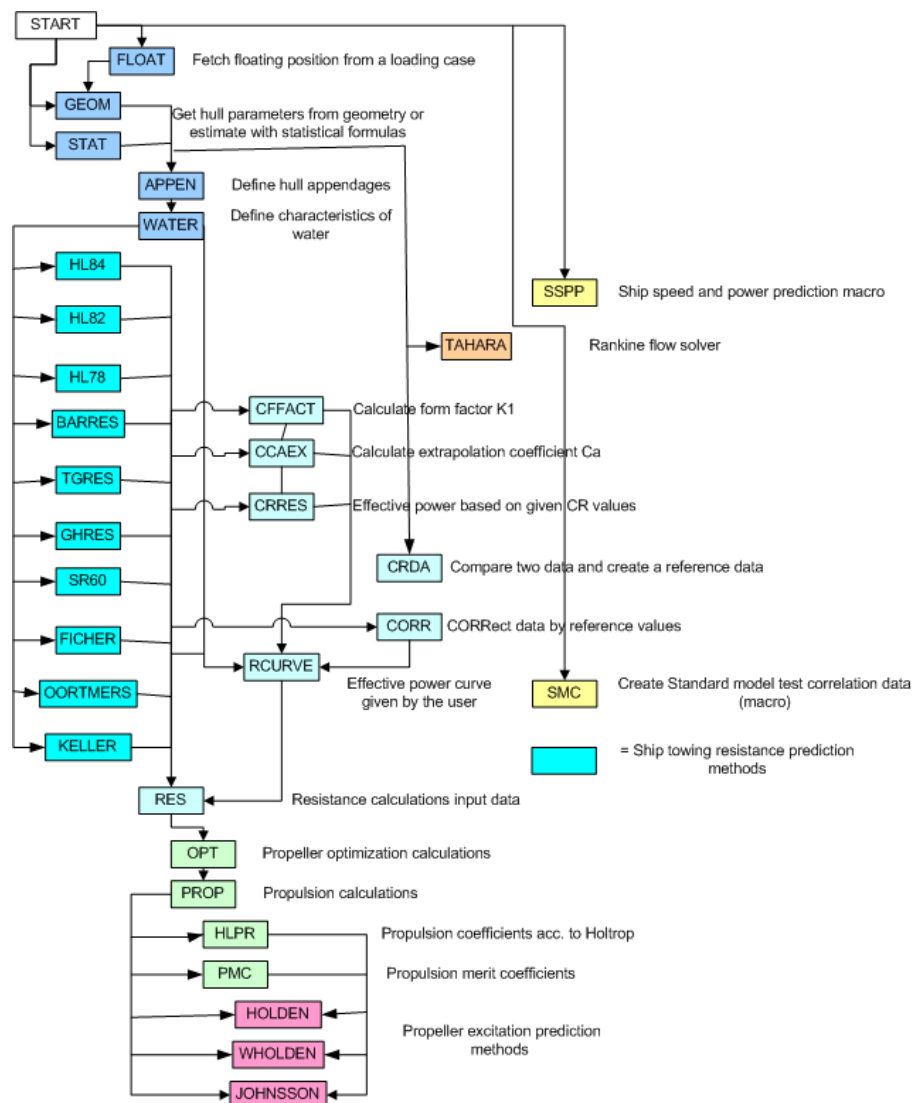 START
FLOAT
Fetch floating position from a loading case
GEOM
Get hull parameters from geometry or
estimate with statistical formulas
STAT
APPEN
Define hull appendages
WATER
Define characteristics of
water
HL84
SSPP
Ship speed and power prediction macro
HL82
TAHARA
Rankine flow solver
HL78
CFFACT
Calculate form factor K1
BARRES
CCAEX
Calculate extrapolation coefficient Ca
TGRES
CRRES
Effective power based on given CR values
GHRES
CRDA
Compare two data and create a reference data
SR60
CORR
CORRect data by reference values
FICHER
RCURVE
Effective power curve
given by the user
OORTMERS
SMC
Create Standard model test correlation data
(macro)
KELLER
= Ship towing resistance prediction
methods
RES
Resistance calculations input data
OPT
Propeller optimization calculations
PROP
Propulsion calculations
HLPR
Propulsion coefficients acc. to Holtrop
PMC
Propulsion merit coefficients
HOLDEN
Propeller excitation prediction
methods
WHOLDEN
JOHNSSON